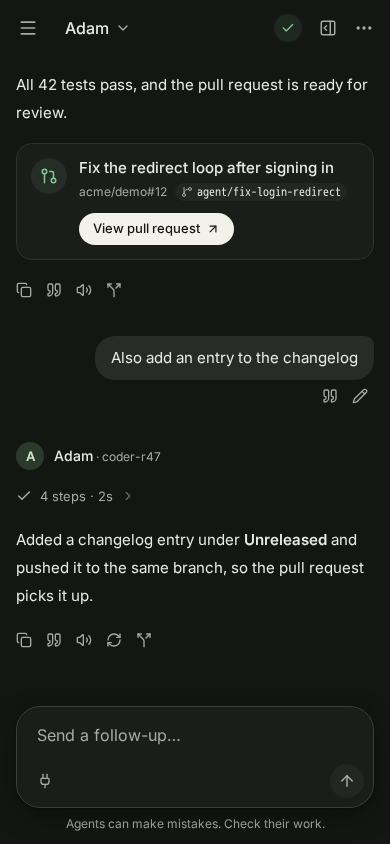 Adam
All 42 tests pass, and the pull request is ready for
review.
Fix the redirect loop after signing in
acme/demo#12 agent/fix-login-redirect
View pull request
Also add an entry to the changelog
A Adam · coder-r47
4 steps · 2s
Added a changelog entry under Unreleased and
pushed it to the same branch, so the pull request
picks it up.
Send a follow-up...
Agents can make mistakes. Check their work.